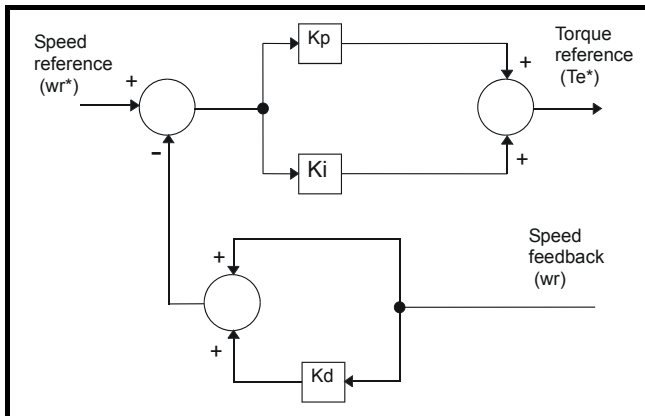 Speed
reference
(wr*)
+
-
Kp
Ki
+
+
Torque
reference
(Te*)
+
+
Kd
Speed
feedback
(wr)